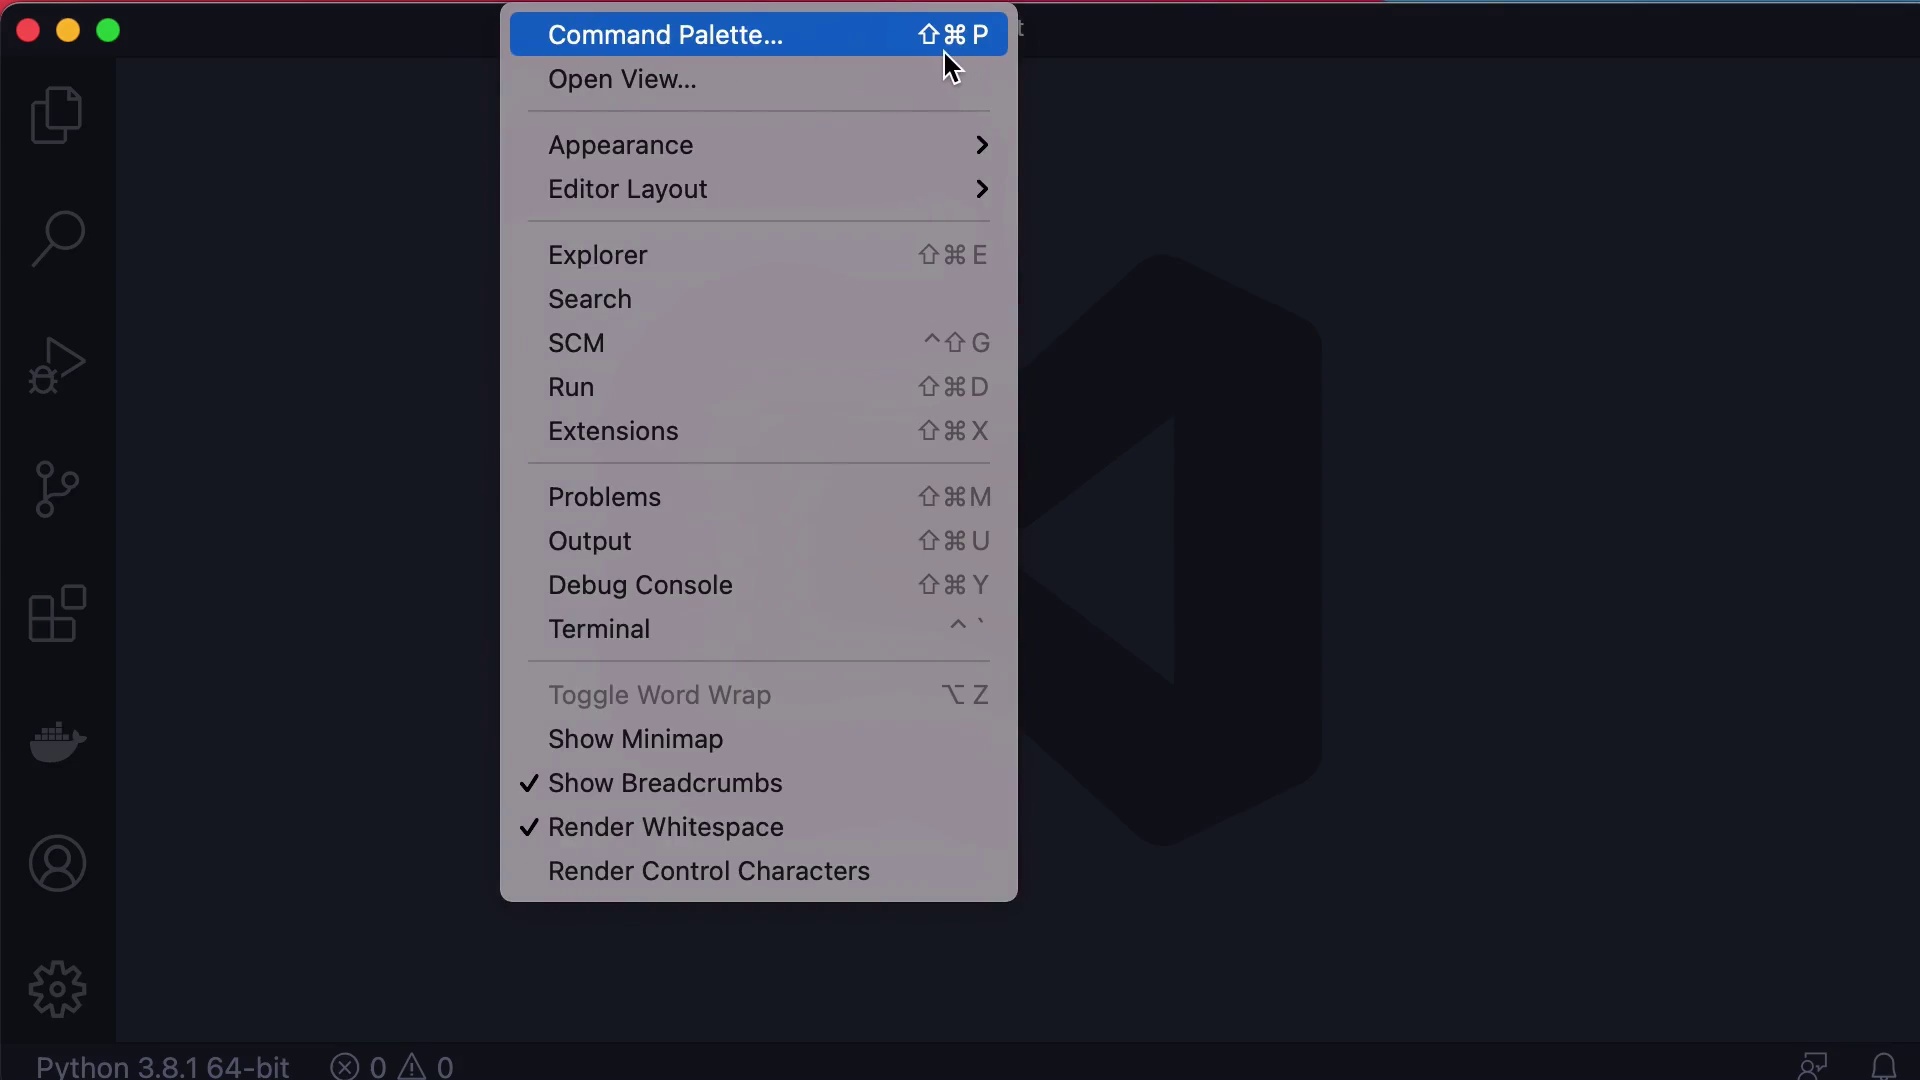 t
Command Palette... ⇧⌘P
Open View...
Appearance
Editor Layout
Explorer ⇧⌘E
Search
SCM ^⇧G
Run ⇧⌘D
Extensions ⇧⌘X
Problems ⇧⌘M
Output ⇧⌘U
Debug Console ⇧⌘Y
Terminal ^`
Toggle Word Wrap ⌥Z
Show Minimap
✓ Show Breadcrumbs
✓ Render Whitespace
Render Control Characters
Python 3.8.1 64-bit 0 0